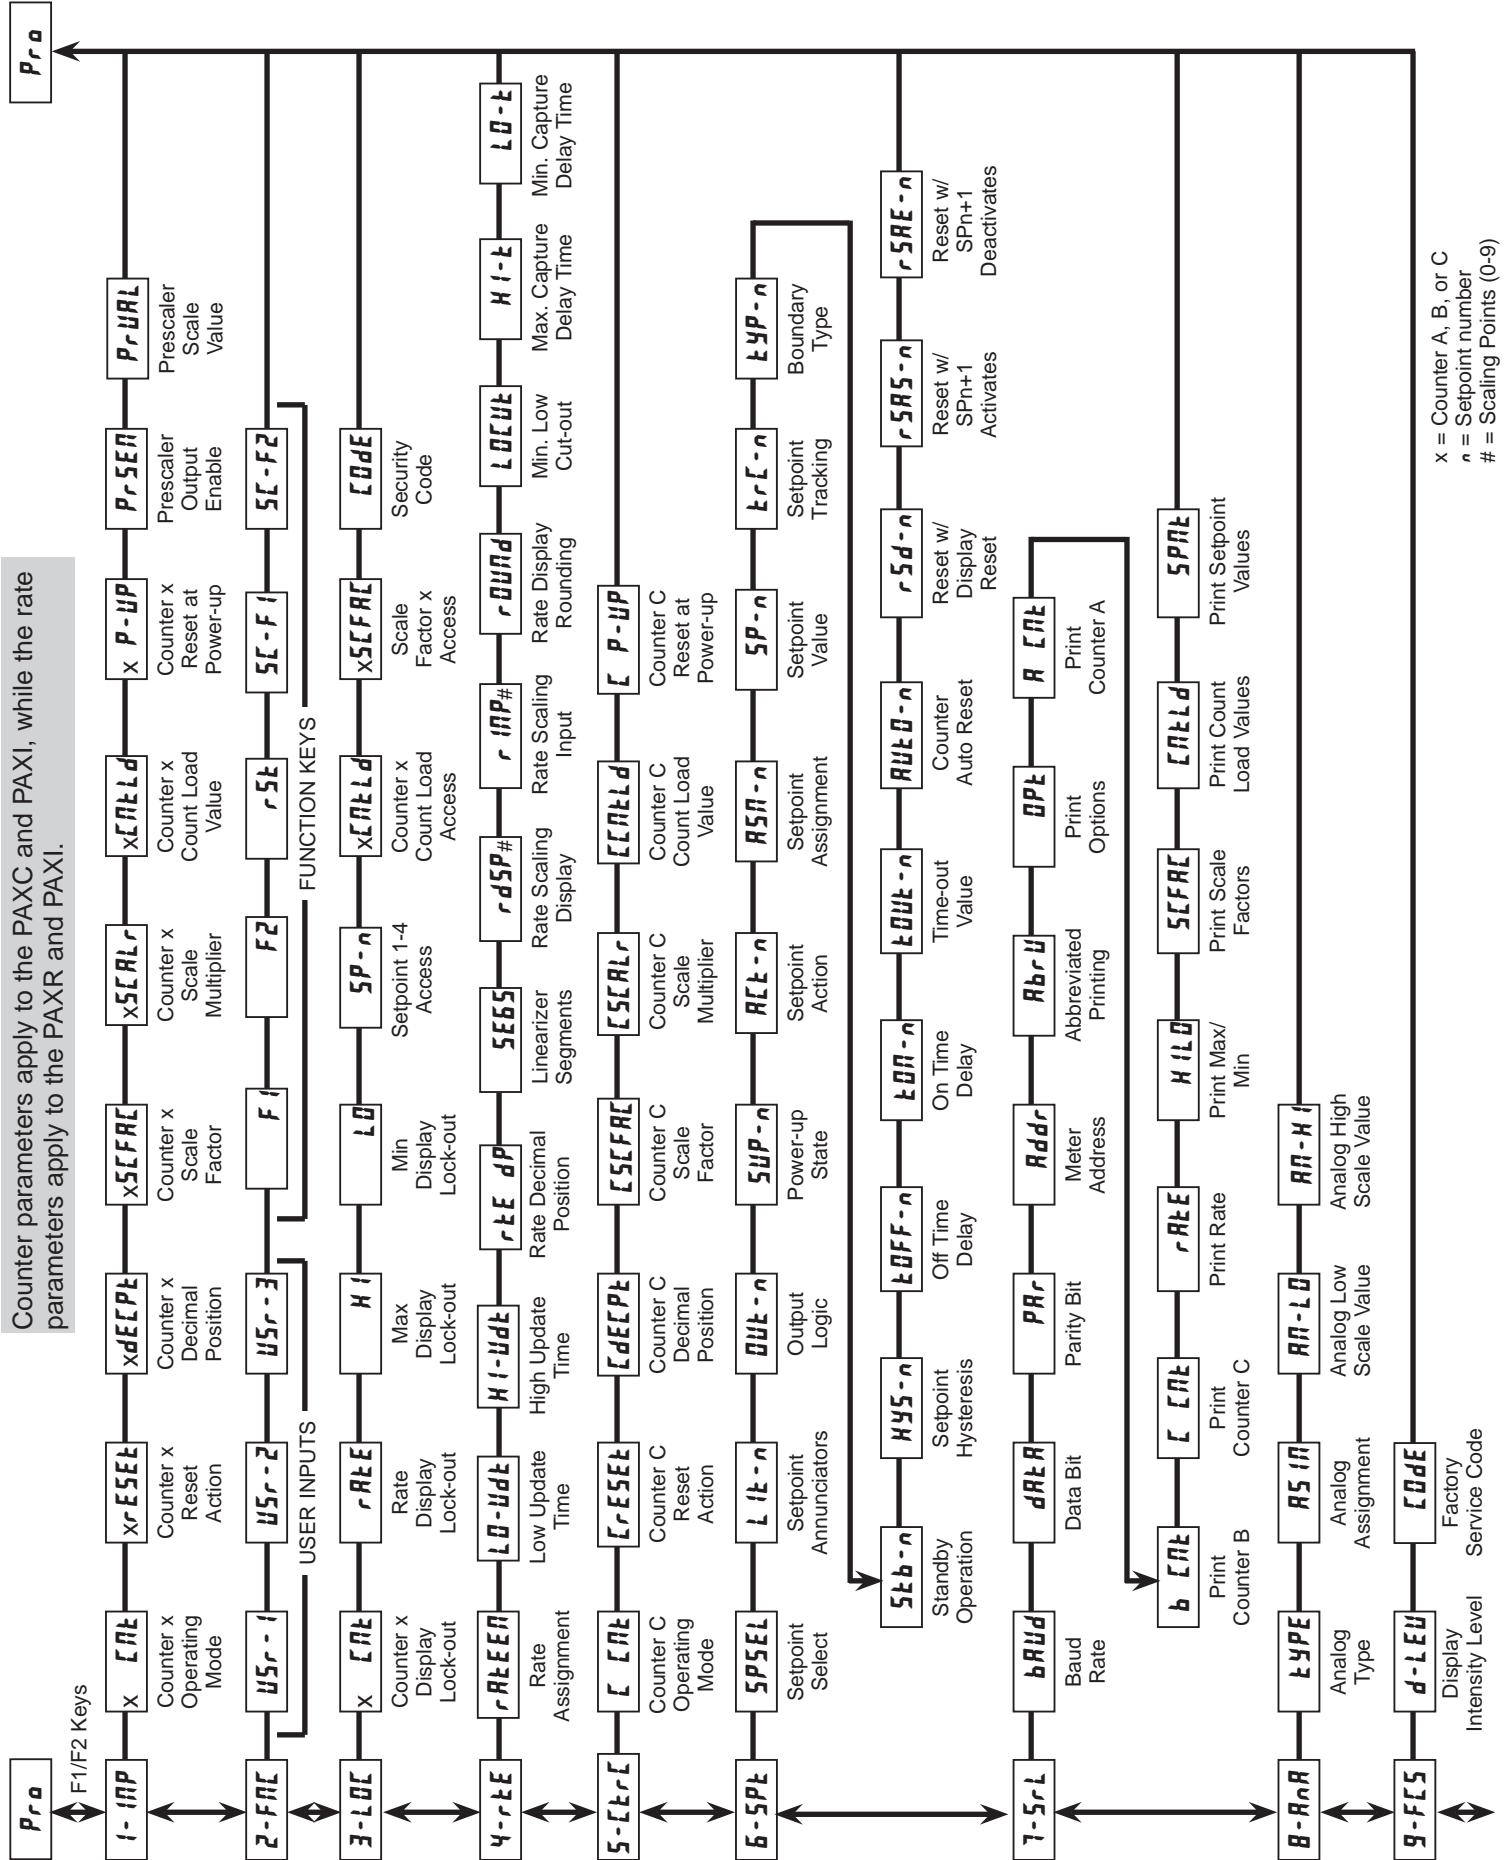 Counter parameters apply to the PAXC and PAXI, while the rate
parameters apply to the PAXR and PAXI.
Pro
Pro
F1/F2 Keys
1-INP
x CNt
Counter x
Operating
Mode
xrESEt
Counter x
Reset
Action
xdECPt
Counter x
Decimal
Position
xSCFAC
Counter x
Scale
Factor
xSCALr
Counter x
Scale
Multiplier
xCNtLd
Counter x
Count Load
Value
x P-UP
Counter x
Reset at
Power-up
PrSEN
Prescaler
Output
Enable
PrVAL
Prescaler
Scale
Value
2-FNC
USr-1
USr-2
USr-3
USER INPUTS
F1
F2
rSt
SC-F1
SC-F2
FUNCTION KEYS
3-LOC
x CNt
Counter x
Display
Lock-out
rAtE
Rate
Display
Lock-out
HI
Max
Display
Lock-out
LO
Min
Display
Lock-out
SP-n
Setpoint 1-4
Access
xCNtLd
Counter x
Count Load
Access
xSCFAC
Scale
Factor x
Access
COdE
Security
Code
4-rtE
rAtEEN
Rate
Assignment
LO-Udt
Low Update
Time
HI-Udt
High Update
Time
rtE dP
Rate Decimal
Position
SEGS
Linearizer
Segments
rdSP#
Rate Scaling
Display
rINP#
Rate Scaling
Input
rOUNd
Rate Display
Rounding
LOCUt
Min. Low
Cut-out
HI-t
Max. Capture
Delay Time
LO-t
Min. Capture
Delay Time
5-CtrC
C CNt
Counter C
Operating
Mode
CrESEt
Counter C
Reset
Action
CdECPt
Counter C
Decimal
Position
CSCFAC
Counter C
Scale
Factor
CSCALr
Counter C
Scale
Multiplier
CCNtLd
Counter C
Count Load
Value
C P-UP
Counter C
Reset at
Power-up
6-SPt
SPSEL
Setpoint
Select
LIt-n
Setpoint
Annunciators
OUt-n
Output
Logic
SUP-n
Power-up
State
ACt-n
Setpoint
Action
ASN-n
Setpoint
Assignment
SP-n
Setpoint
Value
trC-n
Setpoint
Tracking
tYP-n
Boundary
Type
Stb-n
Standby
Operation
HYS-n
Setpoint
Hysteresis
tOFF-n
Off Time
Delay
tON-n
On Time
Delay
tOUt-n
Time-out
Value
AUtO-n
Counter
Auto Reset
rSd-n
Reset w/
Display
Reset
rSAS-n
Reset w/
SPn+1
Activates
rSAE-n
Reset w/
SPn+1
Deactivates
7-SrL
bAUd
Baud
Rate
dAtA
Data Bit
PAr
Parity Bit
Addr
Meter
Address
AbrV
Abbreviated
Printing
OPt
Print
Options
A CNt
Print
Counter A
b CNt
Print
Counter B
C CNt
Print
Counter C
rAtE
Print Rate
HILO
Print Max/
Min
SCFAC
Print Scale
Factors
CNtLd
Print Count
Load Values
SPNt
Print Setpoint
Values
8-AnA
tYPE
Analog
Type
ASIN
Analog
Assignment
AN-LO
Analog Low
Scale Value
AN-HI
Analog High
Scale Value
9-FCS
d-LEV
Display
Intensity Level
COdE
Factory
Service Code
x = Counter A, B, or C
n = Setpoint number
# = Scaling Points (0-9)